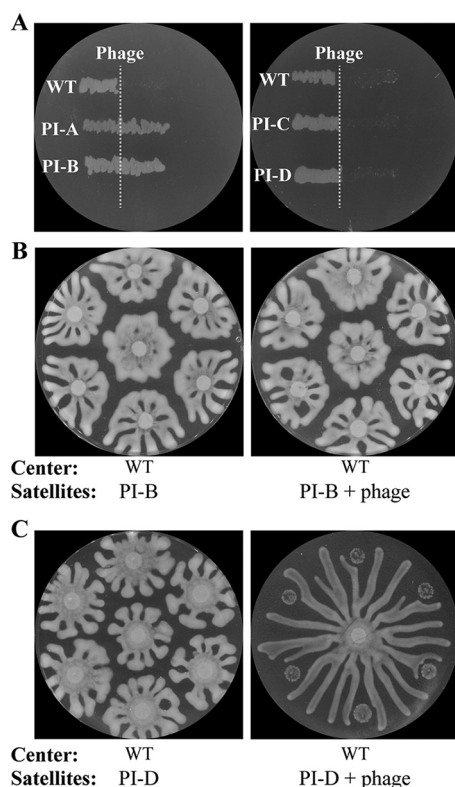 A
Phage
WT
PI-A
PI-B
Phage
WT
PI-C
PI-D
B
Center: WT WT
Satellites: PI-B PI-B + phage
C
Center: WT WT
Satellites: PI-D PI-D + phage